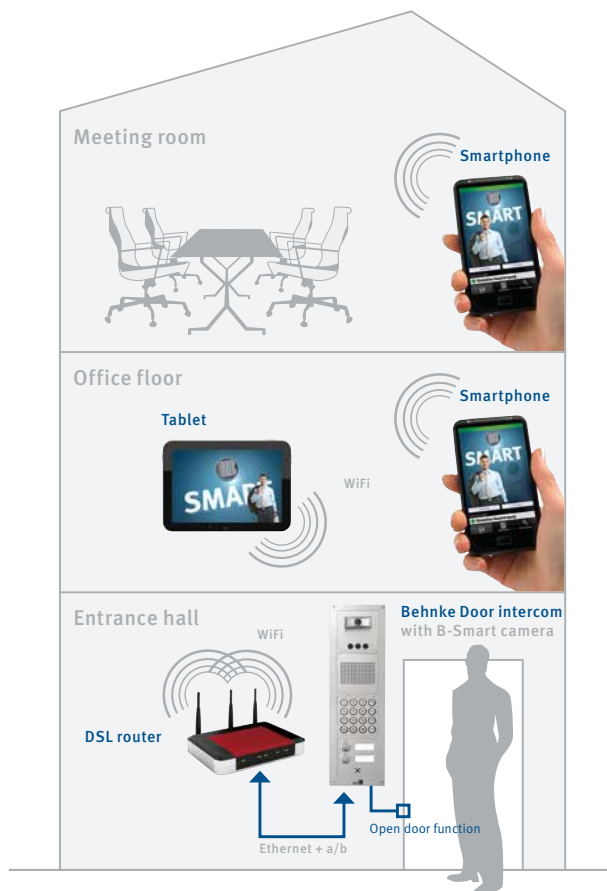 Meeting room
Smartphone
SMART
Office floor
Smartphone
Tablet
SMART
WiFi
SMART
Entrance hall
Behnke Door intercom
with B-Smart camera
WiFi
DSL router
Open door function
Ethernet + a/b